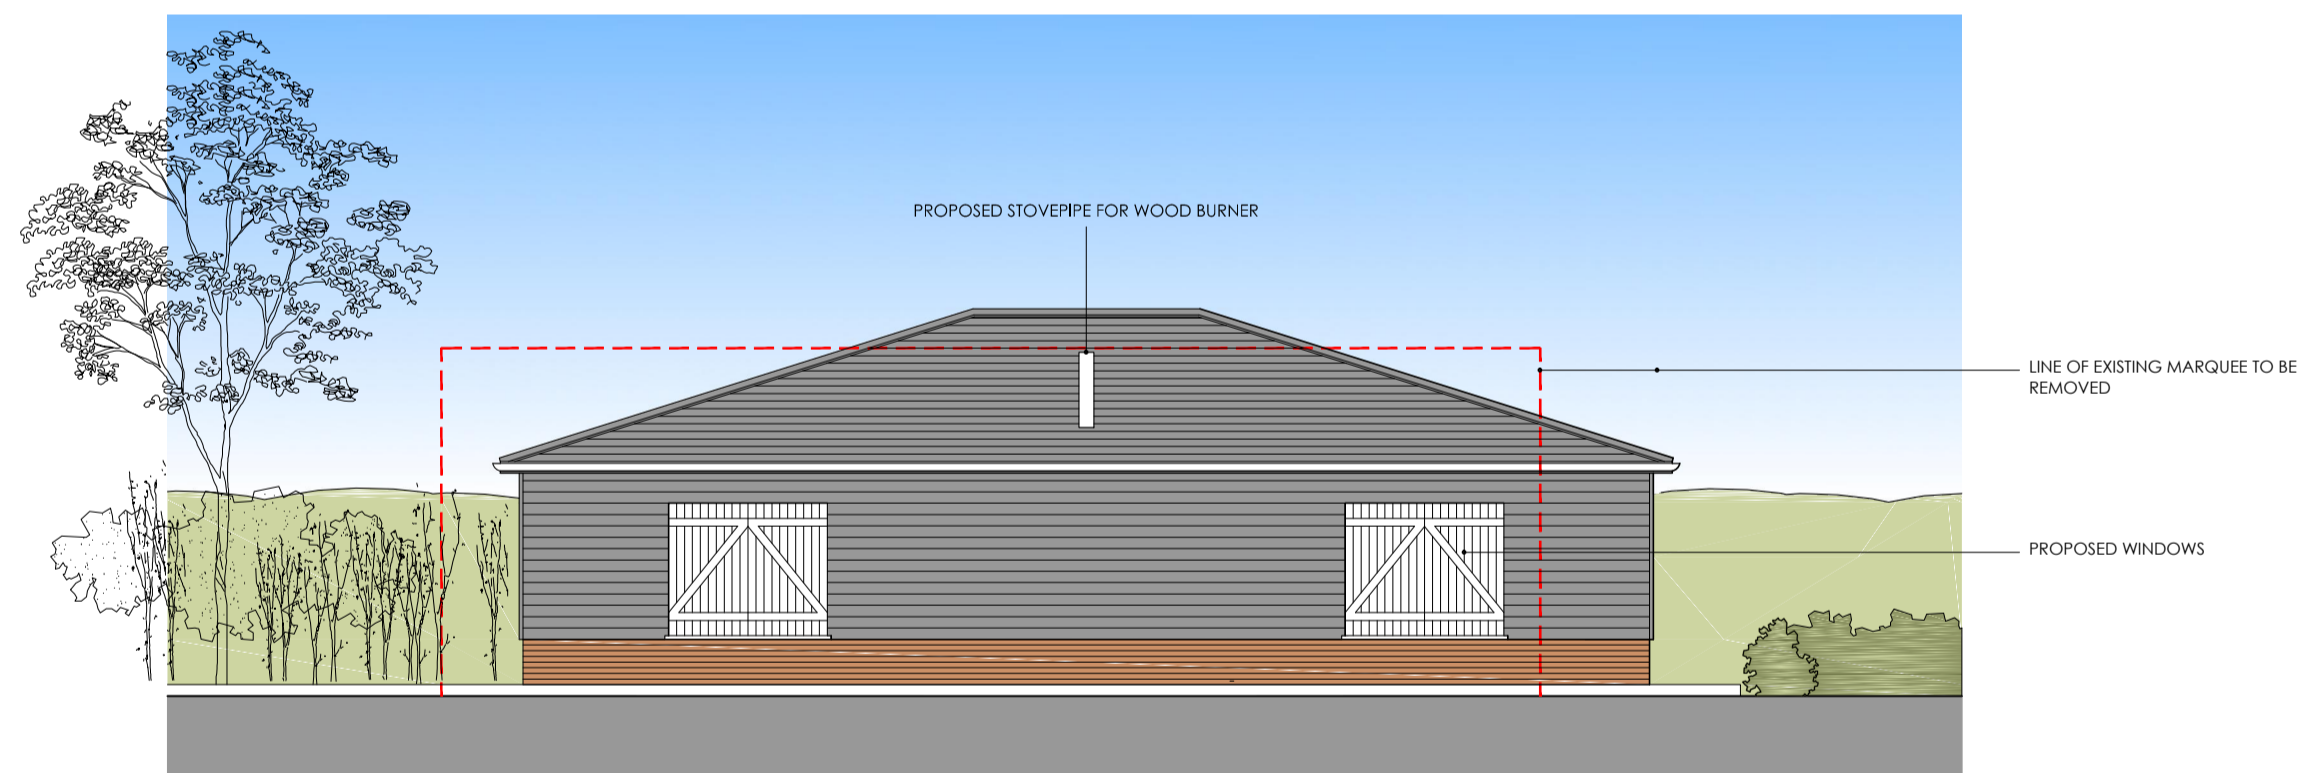 PROPOSED STOVEPIPE FOR WOOD BURNER
LINE OF EXISTING MARQUEE TO BE
REMOVED
PROPOSED WINDOWS